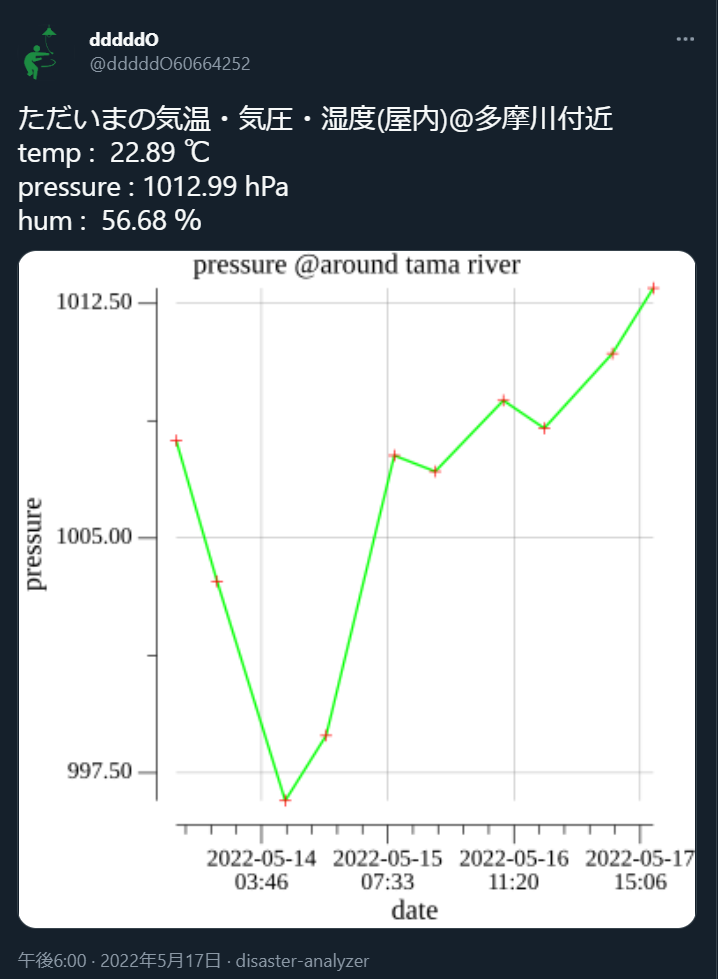 dddddO
@dddddO60664252
ただいまの気温・気圧・湿度(屋内)@多摩川付近
temp : 22.89 ℃
pressure : 1012.99 hPa
hum : 56.68 %
pressure @around tama river
1012.50
1005.00
997.50
pressure
2022-05-14 2022-05-15 2022-05-16 2022-05-17
03:46 07:33 11:20 15:06
date
午後6:00 · 2022年5月17日 · disaster-analyzer